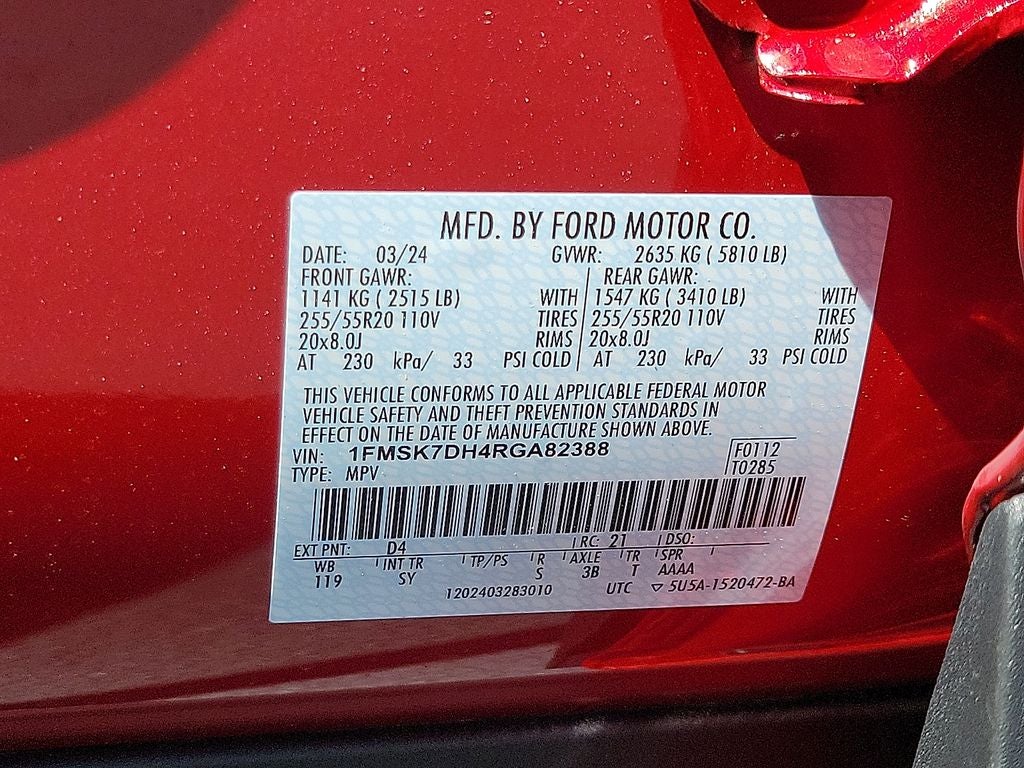 MFD. BY FORD MOTOR CO.
DATE: 03/24 GVWR: 2635 KG ( 5810 LB)
FRONT GAWR: REAR GAWR:
1141 KG ( 2515 LB) WITH 1547 KG ( 3410 LB) WITH
255/55R20 110V TIRES 255/55R20 110V TIRES
20x8.0J RIMS 20x8.0J RIMS
AT 230 kPa/ 33 PSI COLD AT 230 kPa/ 33 PSI COLD
THIS VEHICLE CONFORMS TO ALL APPLICABLE FEDERAL MOTOR
VEHICLE SAFETY AND THEFT PREVENTION STANDARDS IN
EFFECT ON THE DATE OF MANUFACTURE SHOWN ABOVE.
VIN: 1FMSK7DH4RGA82388 F0112
TYPE: MPV T0285
EXT PNT: D4 RC: 21 DSO:
WB INT TR TP/PS R AXLE TR SPR
119 SY S 3B T AAAA
1202403283010 UTC ▽ 5U5A-1520472-BA